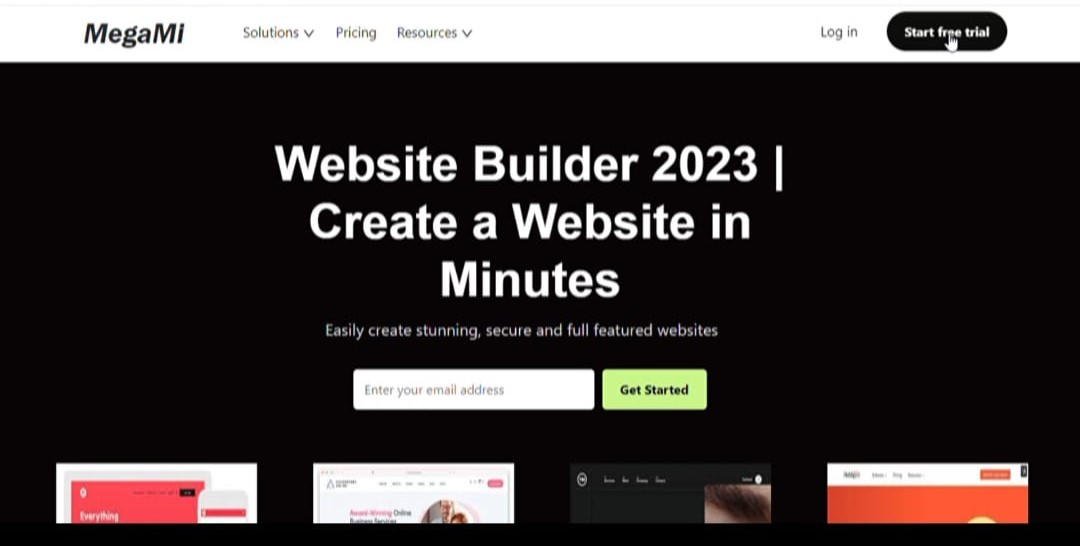 MegaMi
Solutions
Pricing
Resources
Log in
Start free trial
Website Builder 2023 |
Create a Website in
Minutes
Easily create stunning, secure and full featured websites
Enter your email address
Get Started
Everything
Award-Winning Online
Business Services